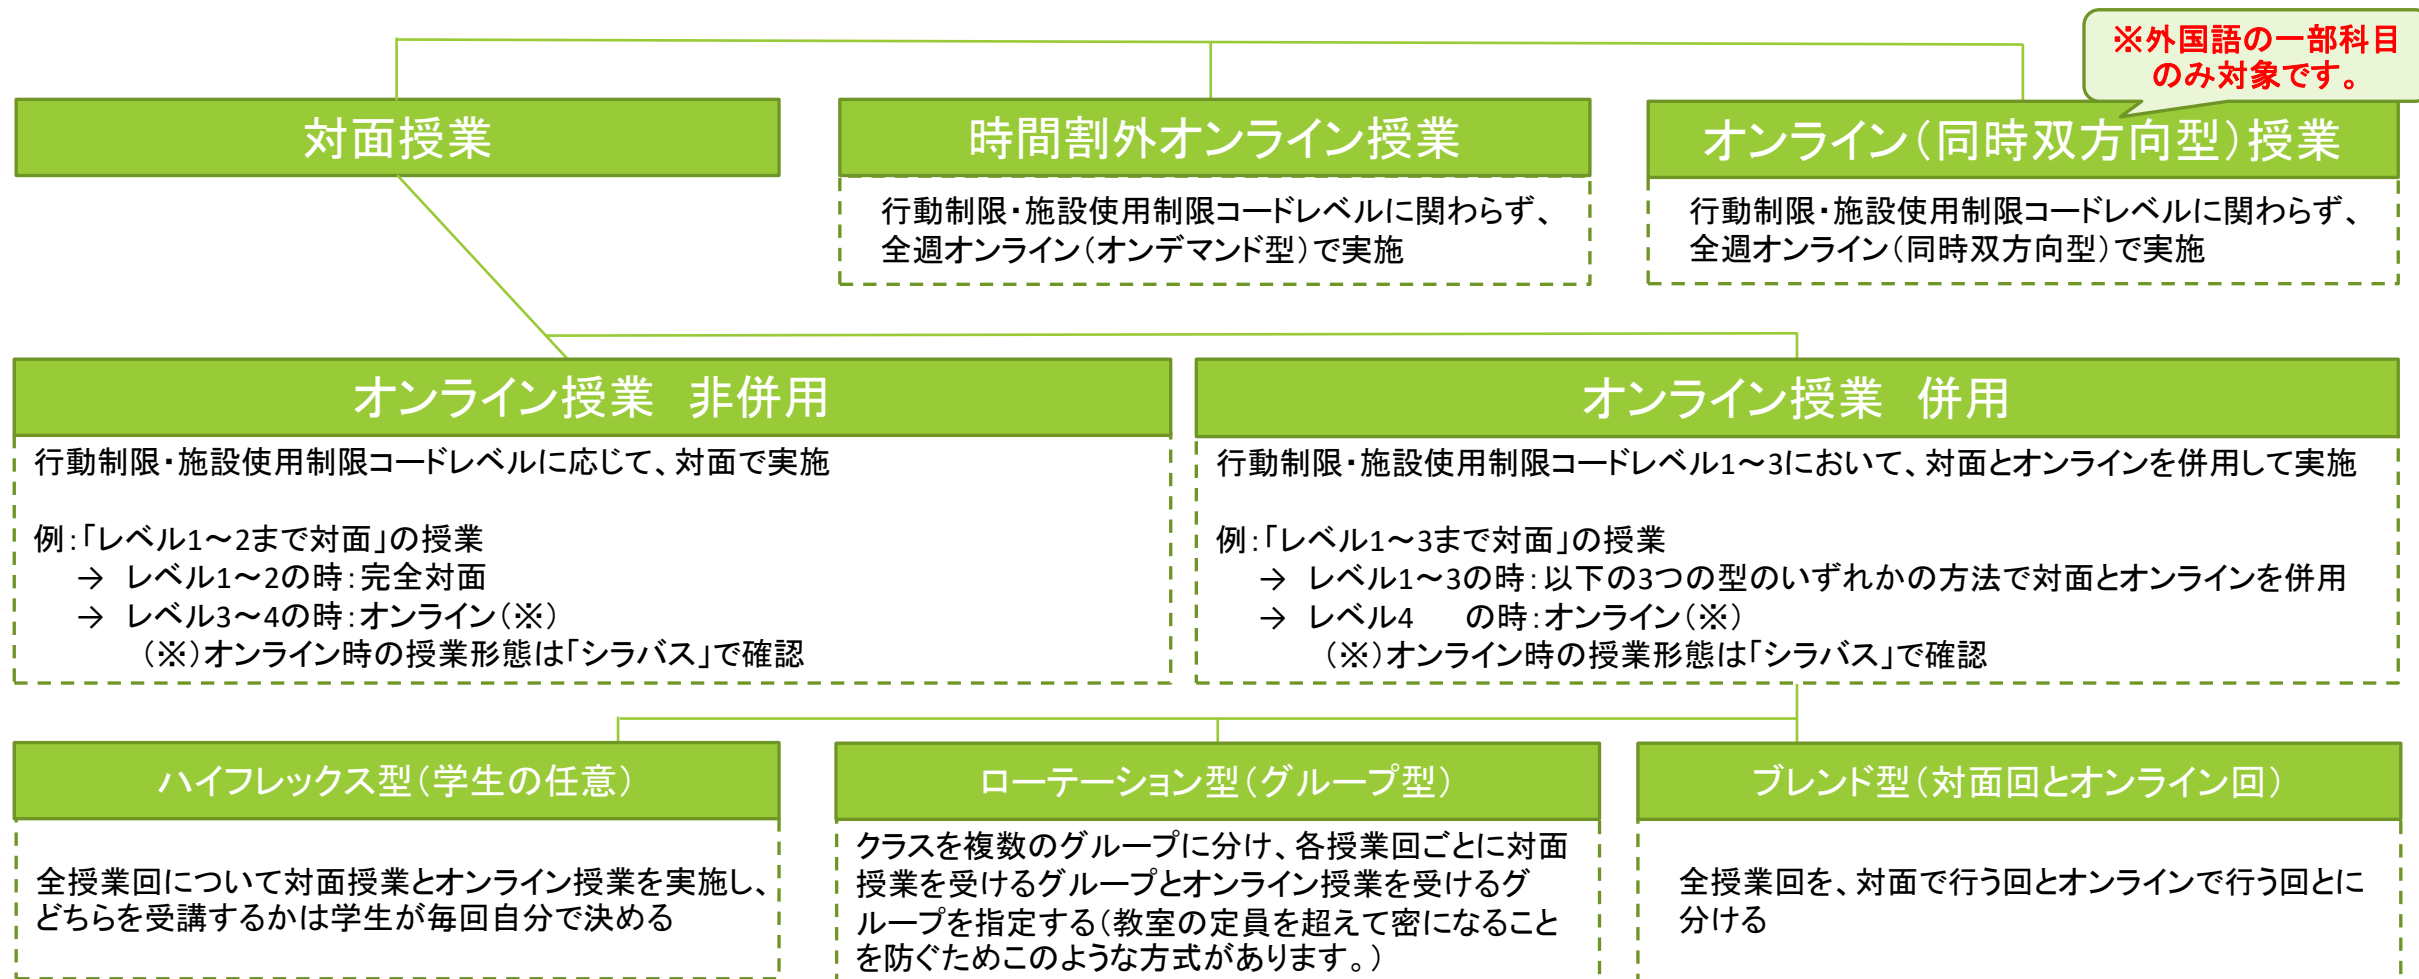 ※外国語の一部科目
のみ対象です。
対面授業
時間割外オンライン授業
オンライン（同時双方向型）授業
行動制限・施設使用制限コードレベルに関わらず、
全週オンライン（オンデマンド型）で実施
行動制限・施設使用制限コードレベルに関わらず、
全週オンライン（同時双方向型）で実施
オンライン授業　非併用
行動制限・施設使用制限コードレベルに応じて、対面で実施
例：「レベル1～2まで対面」の授業
→ レベル1～2の時：完全対面
→ レベル3～4の時：オンライン（※）
（※）オンライン時の授業形態は「シラバス」で確認
オンライン授業　併用
行動制限・施設使用制限コードレベル1～3において、対面とオンラインを併用して実施
例：「レベル1～3まで対面」の授業
→ レベル1～3の時：以下の3つの型のいずれかの方法で対面とオンラインを併用
→ レベル4　の時：オンライン（※）
（※）オンライン時の授業形態は「シラバス」で確認
ハイフレックス型（学生の任意）
全授業回について対面授業とオンライン授業を実施し、
どちらを受講するかは学生が毎回自分で決める
ローテーション型（グループ型）
クラスを複数のグループに分け、各授業回ごとに対面
授業を受けるグループとオンライン授業を受けるグ
ループを指定する（教室の定員を超えて密になること
を防ぐためこのような方式があります。）
ブレンド型（対面回とオンライン回）
全授業回を、対面で行う回とオンラインで行う回とに
分ける